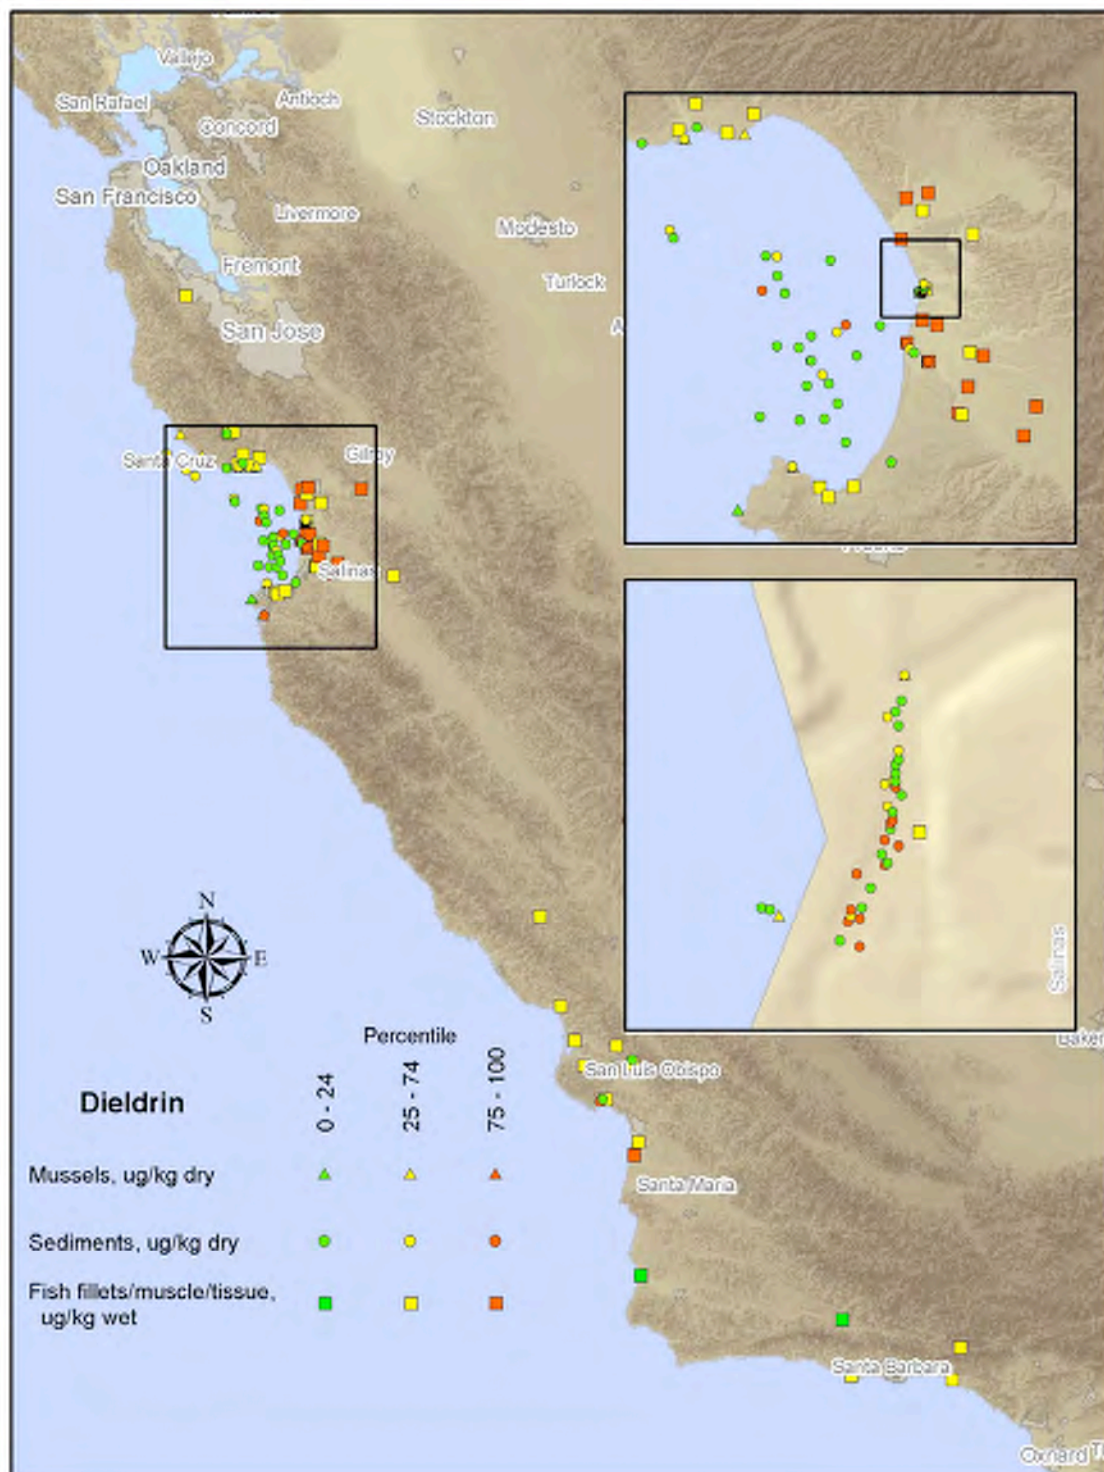 Vallejo
San Rafael
Antioch
Concord
Stockton
Oakland
San Francisco
Livermore
Modesto
Fremont
Turlock
San Jose
Santa Cruz
Gilroy
Salinas
Salinas
N
W E
S
Percentile
Dieldrin
0 - 24
25 - 74
75 - 100
Mussels, ug/kg dry
Sediments, ug/kg dry
Fish fillets/muscle/tissue,
ug/kg wet
San Luis Obispo
Santa Maria
Santa Barbara
Oxnard